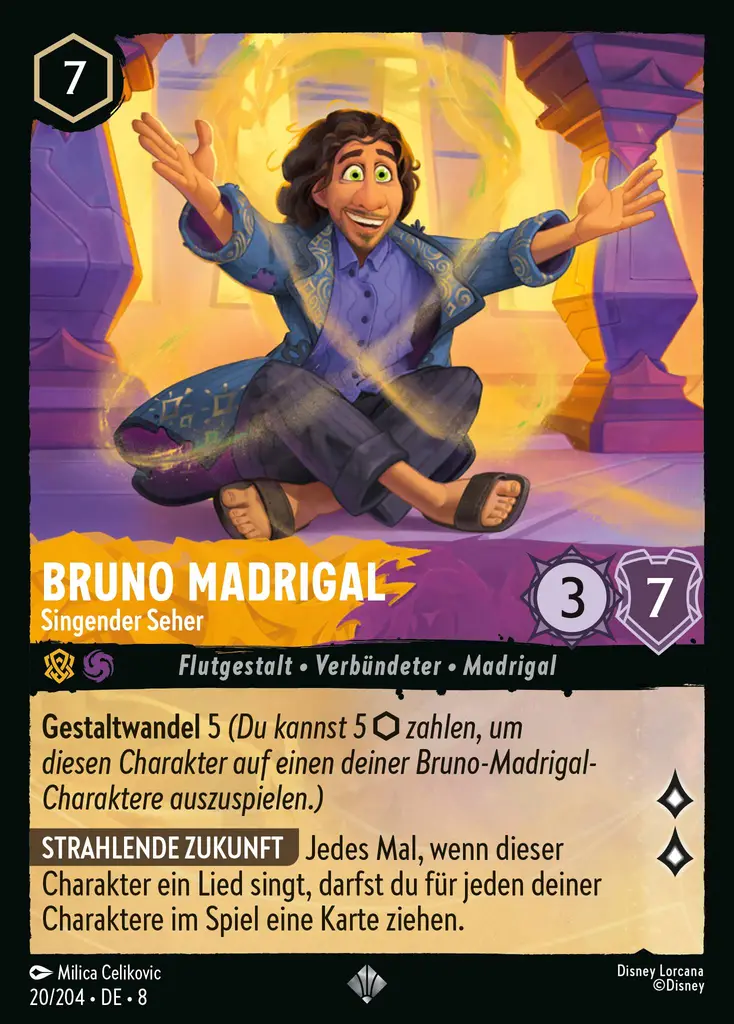 7
BRUNO MADRIGAL
Singender Seher
3
7
Flutgestalt • Verbündeter • Madrigal
Gestaltwandel 5 (Du kannst 5 ⬡ zahlen, um
diesen Charakter auf einen deiner Bruno-Madrigal-
Charaktere auszuspielen.)
STRAHLENDE ZUKUNFT Jedes Mal, wenn dieser
Charakter ein Lied singt, darfst du für jeden deiner
Charaktere im Spiel eine Karte ziehen.
Milica Celikovic
20/204 • DE • 8
Disney Lorcana
©Disney